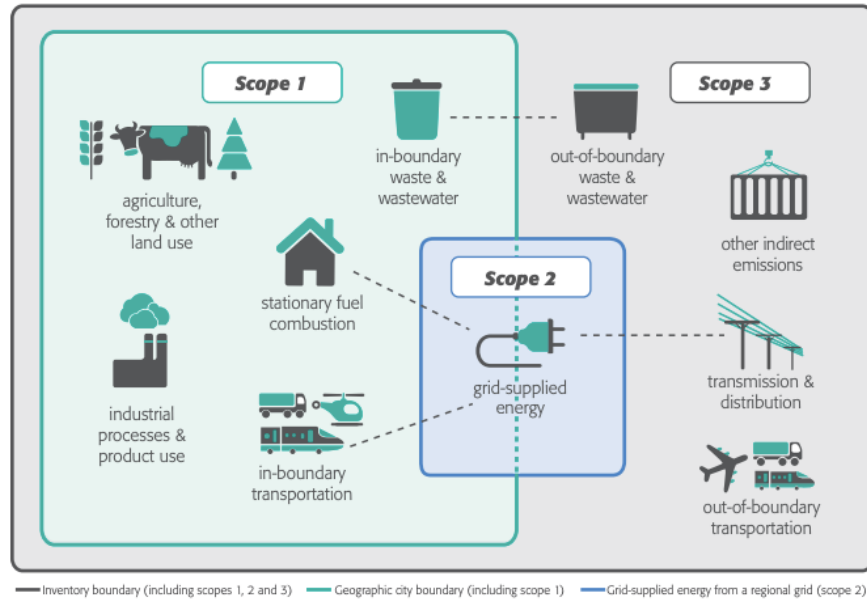 Scope 1
Scope 3
in-boundary
waste &
wastewater
out-of-boundary
waste &
wastewater
agriculture,
forestry & other
land use
other indirect
emissions
Scope 2
stationary fuel
combustion
grid-supplied
energy
transmission &
distribution
industrial
processes &
product use
in-boundary
transportation
out-of-boundary
transportation
Inventory boundary (including scopes 1, 2 and 3)
Geographic city boundary (including scope 1)
Grid-supplied energy from a regional grid (scope 2)